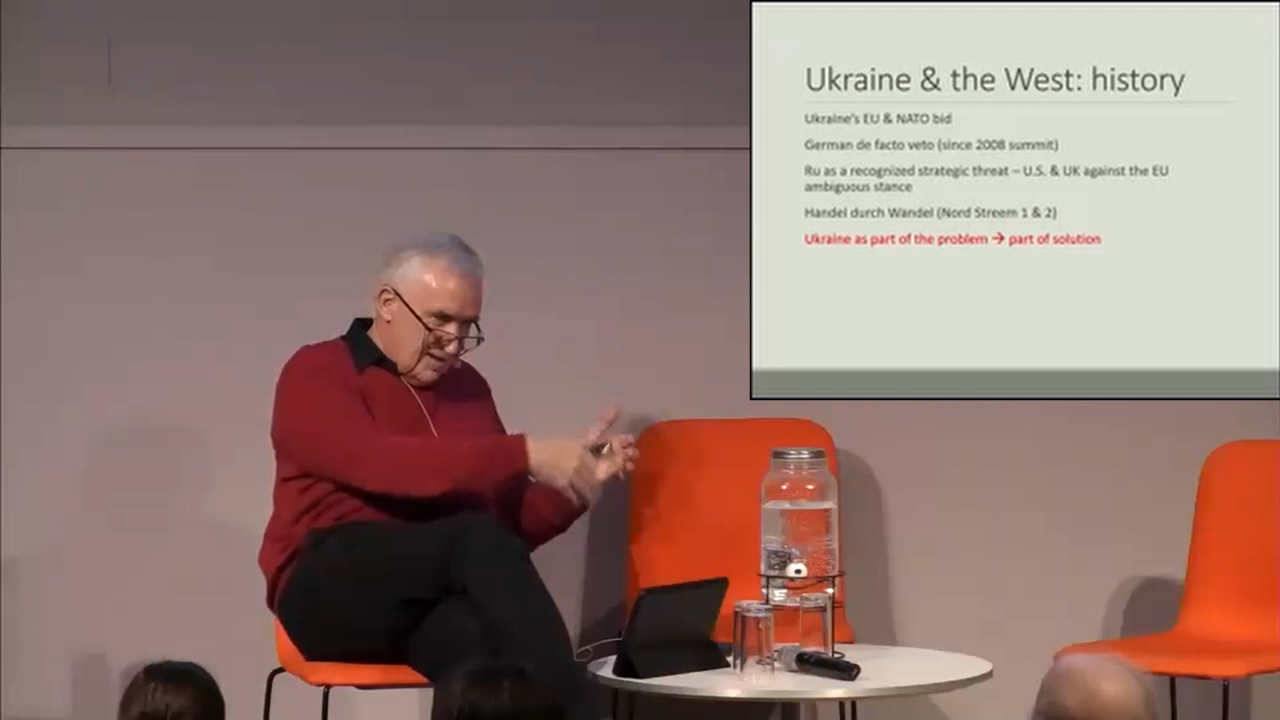 Ukraine & the West: history
Ukraine's EU & NATO bid
German de facto veto (since 2008 summit)
Ru as a recognized strategic threat – U.S. & UK against the EU
ambiguous stance
Handel durch Wandel (Nord Streem 1 & 2)
Ukraine as part of the problem → part of solution